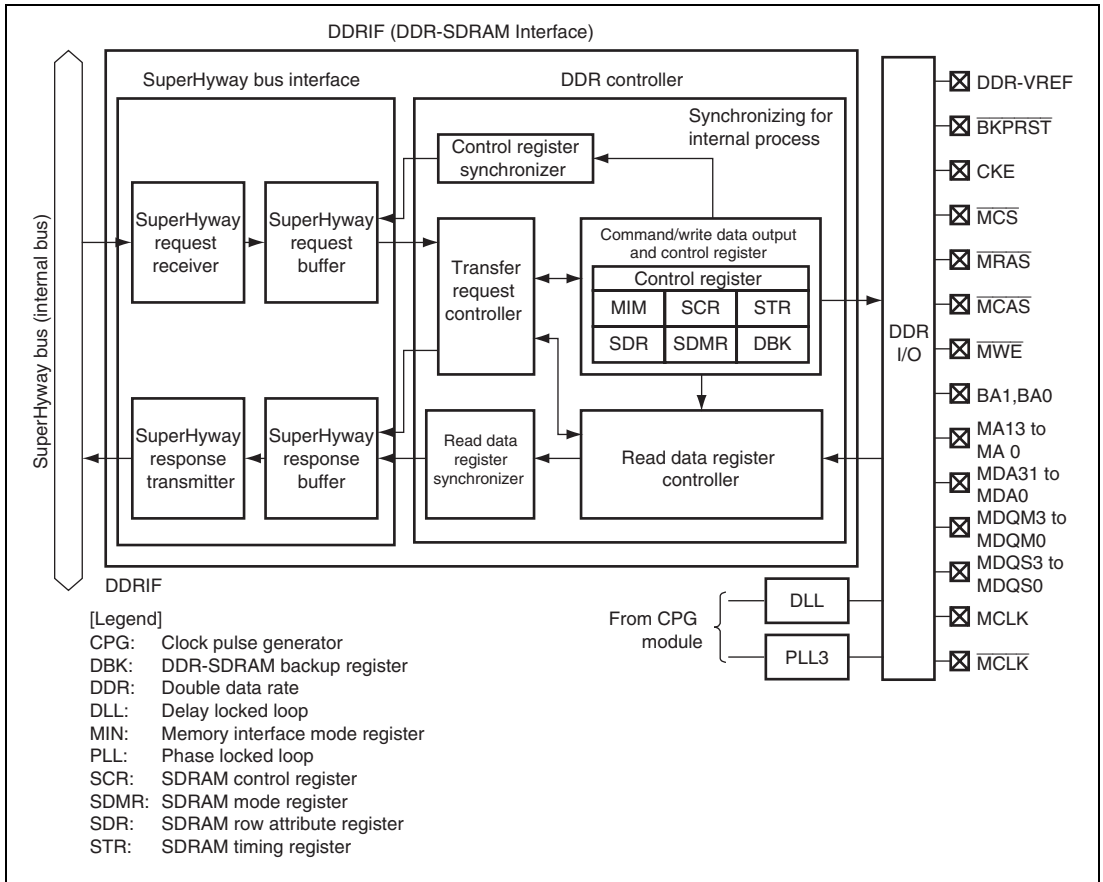 DDRIF (DDR-SDRAM Interface)
SuperHyway bus interface
DDR controller
Synchronizing for
internal process
SuperHyway bus (internal bus)
Control register
synchronizer
SuperHyway
request
receiver
SuperHyway
request
buffer
Transfer
request
controller
Command/write data output
and control register
Control register
MIM
SCR
STR
SDR
SDMR
DBK
SuperHyway
response
transmitter
SuperHyway
response
buffer
Read data
register
synchronizer
Read data register
controller
DDR
I/O
DDR-VREF
BKPRST
CKE
MCS
MRAS
MCAS
MWE
BA1,BA0
MA13 to
MA 0
MDA31 to
MDA0
MDQM3 to
MDQM0
MDQS3 to
MDQS0
MCLK
MCLK
DDRIF
From CPG
module
DLL
PLL3
[Legend]
CPG: Clock pulse generator
DBK: DDR-SDRAM backup register
DDR: Double data rate
DLL: Delay locked loop
MIN: Memory interface mode register
PLL: Phase locked loop
SCR: SDRAM control register
SDMR: SDRAM mode register
SDR: SDRAM row attribute register
STR: SDRAM timing register